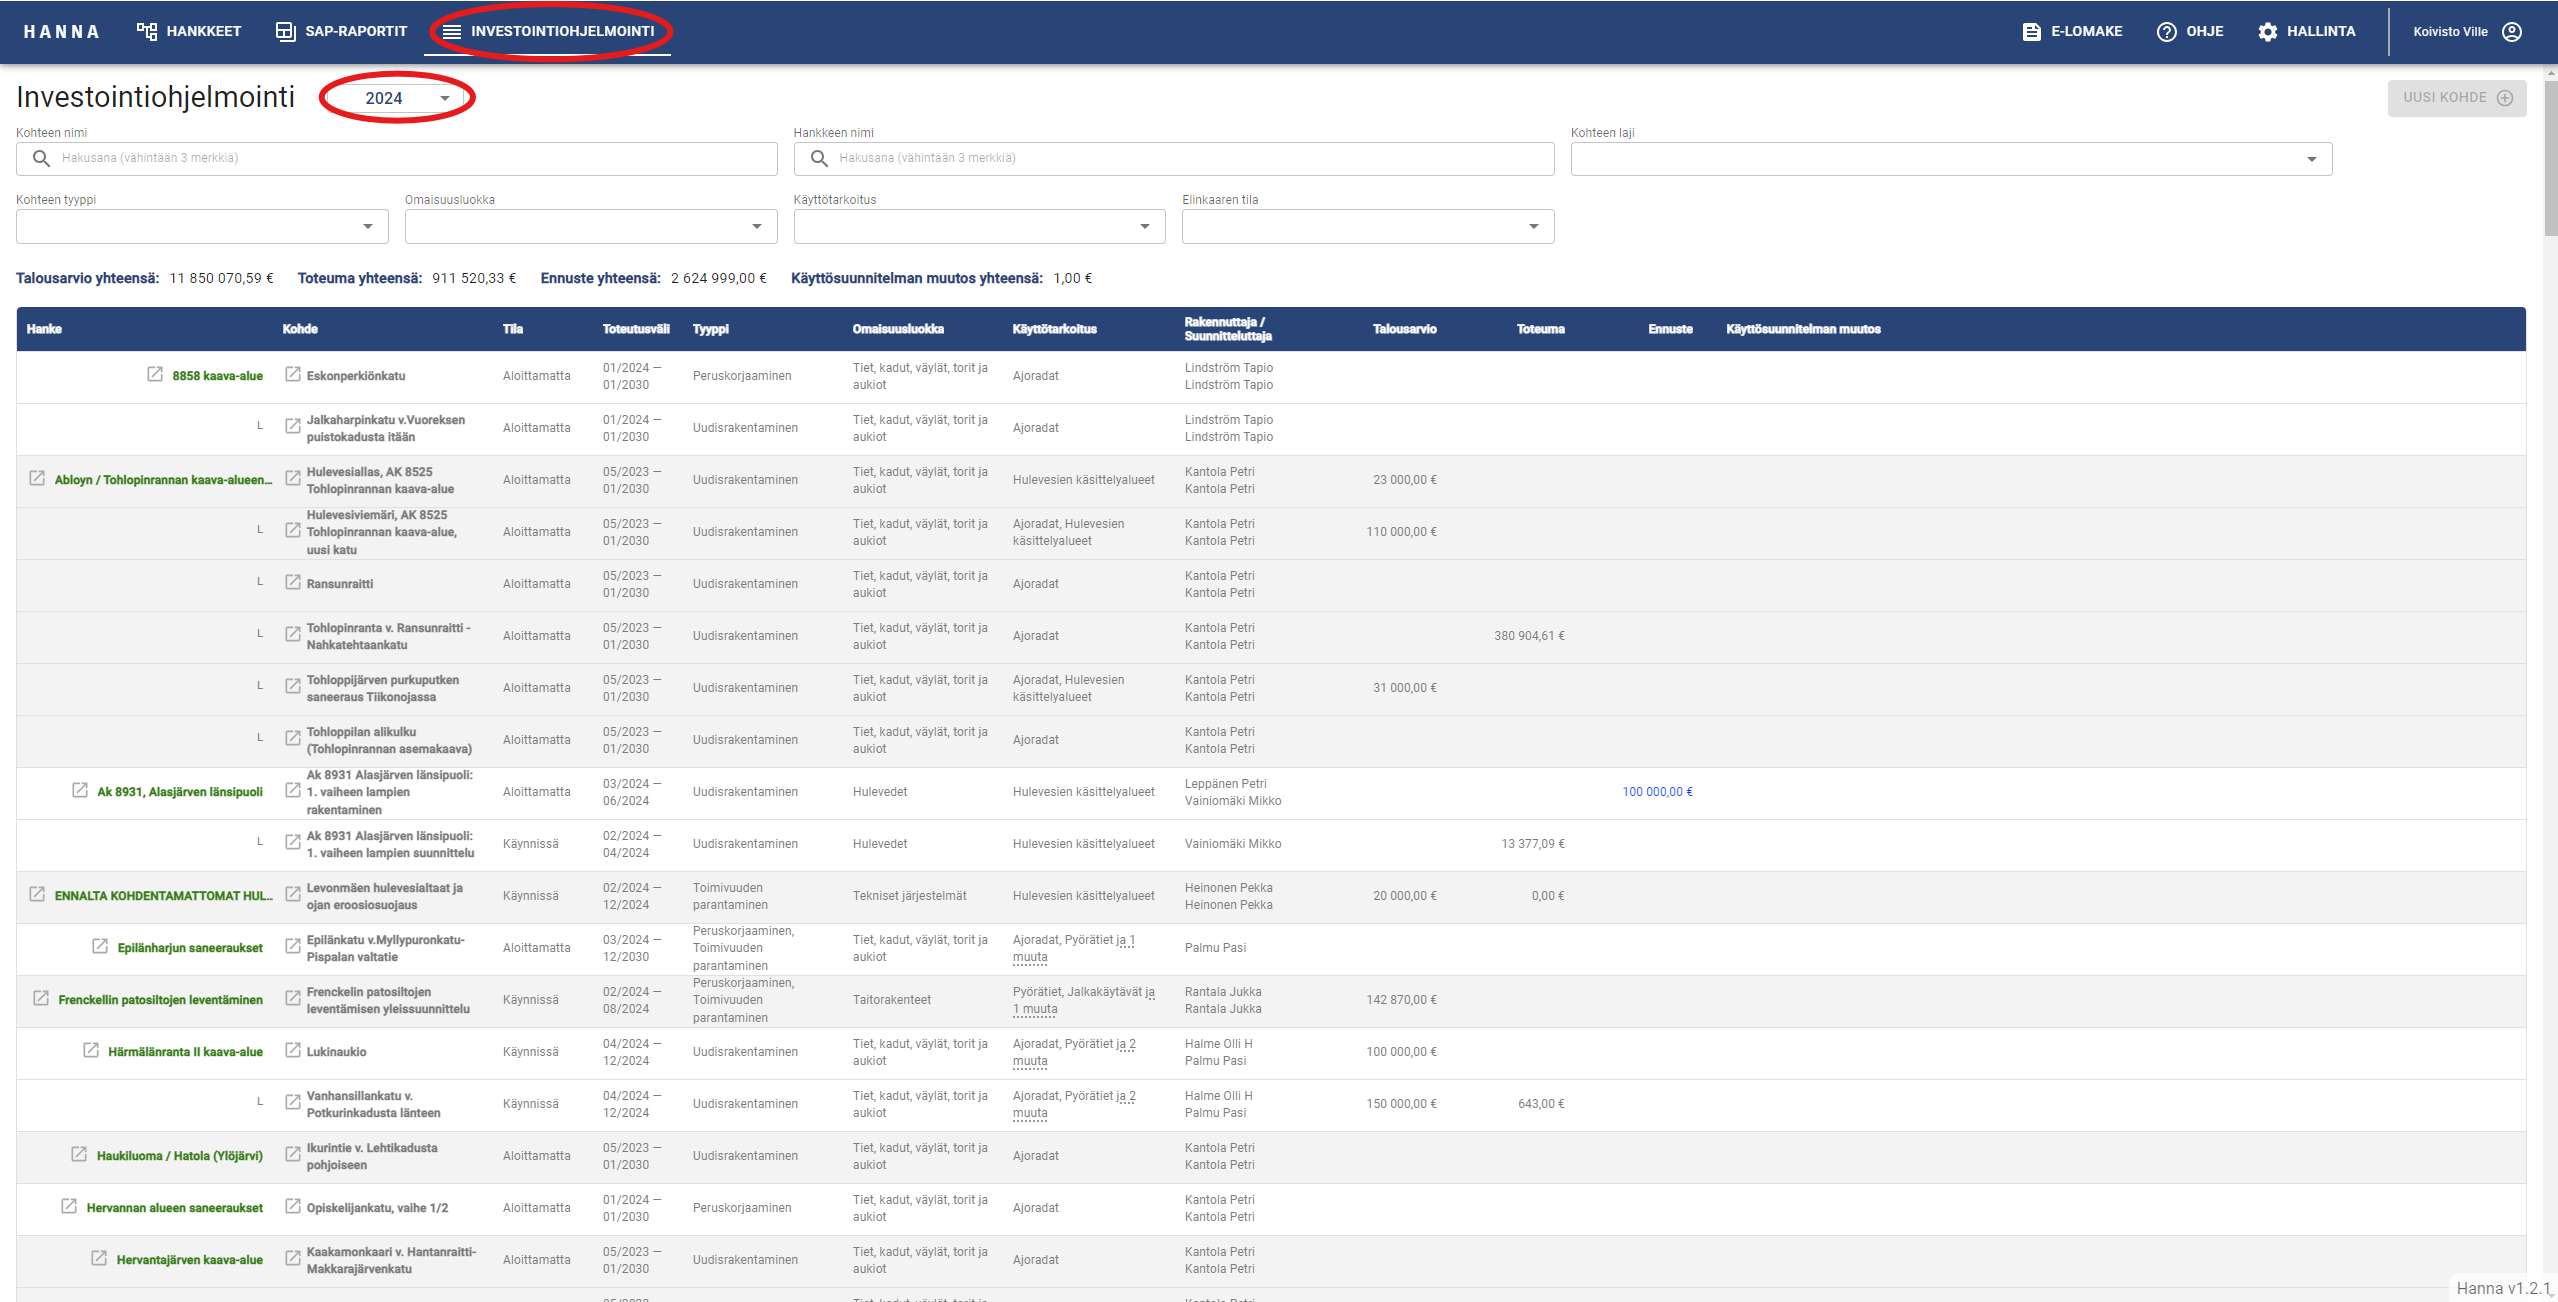 HANNA HANKKEET SAP-RAPORTIT INVESTOINTIOHJELMOINTI E-LOMAKE OHJE HALLINTA Koivisto Ville
Investointiohjelmointi 2024 UUSI KOHDE
Kohteen nimi Hankkeen nimi Kohteen laji
Hakusana (vähintään 3 merkkiä) Hakusana (vähintään 3 merkkiä)
Kohteen tyyppi Omaisuusluokka Käyttötarkoitus Elinkaaren tila
Talousarvio yhteensä: 11 850 070,59 € Toteuma yhteensä: 911 520,33 € Ennuste yhteensä: 2 624 999,00 € Käyttösuunnitelman muutos yhteensä: 1,00 €
Hanke Kohde Tila Toteutusväli Tyyppi Omaisuusluokka Käyttötarkoitus Rakennuttaja / Talousarvio Toteuma Ennuste Käyttösuunnitelman muutos
Suunnitteluttaja
8858 kaava-alue Eskonperkiönkatu Aloittamatta 01/2024 – Peruskorjaaminen Tiet, kadut, väylät, torit ja Ajoradat Lindström Tapio
01/2030 aukiot Lindström Tapio
L Jalkaharpinkatu v.Vuoreksen Aloittamatta 01/2024 – Uudisrakentaminen Tiet, kadut, väylät, torit ja Ajoradat Lindström Tapio
puistokadusta itään 01/2030 aukiot Lindström Tapio
Abloyn / Tohlopinrannan kaava-alueen... Hulevesiallas, AK 8525 Aloittamatta 05/2023 – Uudisrakentaminen Tiet, kadut, väylät, torit ja Hulevesien käsittelyalueet Kantola Petri 23 000,00 €
Tohlopinrannan kaava-alue 01/2030 aukiot Kantola Petri
L Hulevesiviemäri, AK 8525 Aloittamatta 05/2023 – Uudisrakentaminen Tiet, kadut, väylät, torit ja Ajoradat, Hulevesien Kantola Petri 110 000,00 €
Tohlopinrannan kaava-alue, 01/2030 aukiot käsittelyalueet Kantola Petri
uusi katu
L Ransunraitti Aloittamatta 05/2023 – Uudisrakentaminen Tiet, kadut, väylät, torit ja Ajoradat Kantola Petri
01/2030 aukiot Kantola Petri
L Tohlopinranta v. Ransunraitti - Aloittamatta 05/2023 – Uudisrakentaminen Tiet, kadut, väylät, torit ja Ajoradat Kantola Petri 380 904,61 €
Nahkatehtaankatu 01/2030 aukiot Kantola Petri
L Tohloppijärven purkuputken Aloittamatta 05/2023 – Uudisrakentaminen Tiet, kadut, väylät, torit ja Ajoradat, Hulevesien Kantola Petri 31 000,00 €
saneeraus Tiikonojassa 01/2030 aukiot käsittelyalueet Kantola Petri
L Tohloppilan alikulku Aloittamatta 05/2023 – Uudisrakentaminen Tiet, kadut, väylät, torit ja Ajoradat Kantola Petri
(Tohlopinrannan asemakaava) 01/2030 aukiot Kantola Petri
Ak 8931, Alasjärven länsipuoli Ak 8931 Alasjärven länsipuoli: Aloittamatta 03/2024 – Uudisrakentaminen Hulevedet Hulevesien käsittelyalueet Leppänen Petri 100 000,00 €
1. vaiheen lampien 06/2024 Vainiomäki Mikko
rakentaminen
L Ak 8931 Alasjärven länsipuoli: Käynnissä 02/2024 – Uudisrakentaminen Hulevedet Hulevesien käsittelyalueet Vainiomäki Mikko 13 377,09 €
1. vaiheen lampien suunnittelu 04/2024
ENNALTA KOHDENTAMATTOMAT HUL... Levonmäen hulevesialtaat ja Käynnissä 02/2024 – Toimivuuden Tekniset järjestelmät Hulevesien käsittelyalueet Heinonen Pekka 20 000,00 € 0,00 €
ojan eroosiosuojaus 12/2024 parantaminen Heinonen Pekka
Epilänharjun saneeraukset Epilänkatu v.Myllypuronkatu- Aloittamatta 03/2024 – Peruskorjaaminen, Tiet, kadut, väylät, torit ja Ajoradat, Pyörätiet ja 1 Palmu Pasi
Pispalan valtatie 12/2030 Toimivuuden aukiot muuta
parantaminen
Frenckellin patosiltojen leventäminen Frenckelin patosiltojen Käynnissä 02/2024 – Peruskorjaaminen, Taitorakenteet Pyörätiet, Jalkakäytävät ja Rantala Jukka 142 870,00 €
leventämisen yleissuunnittelu 08/2024 Toimivuuden 1 muuta Rantala Jukka
parantaminen
Härmälänranta II kaava-alue Lukinaukio Käynnissä 04/2024 – Uudisrakentaminen Tiet, kadut, väylät, torit ja Ajoradat, Pyörätiet ja 2 Halme Olli H 100 000,00 €
12/2024 aukiot muuta Palmu Pasi
L Vanhansillankatu v. Käynnissä 04/2024 – Uudisrakentaminen Tiet, kadut, väylät, torit ja Ajoradat, Pyörätiet ja 2 Halme Olli H 150 000,00 € 643,00 €
Potkurinkadusta länteen 12/2024 aukiot muuta Palmu Pasi
Haukiluoma / Hatola (Ylöjärvi) Ikurintie v. Lehtikadusta Aloittamatta 05/2023 – Uudisrakentaminen Tiet, kadut, väylät, torit ja Ajoradat Kantola Petri
pohjoiseen 01/2030 aukiot Kantola Petri
Hervannan alueen saneeraukset Opiskelijankatu, vaihe 1/2 Aloittamatta 01/2024 – Peruskorjaaminen Tiet, kadut, väylät, torit ja Ajoradat Kantola Petri
01/2030 aukiot Kantola Petri
Hervantajärven kaava-alue Kaakamonkaari v. Hantanraitti- Aloittamatta 05/2023 – Uudisrakentaminen Tiet, kadut, väylät, torit ja Ajoradat Kantola Petri
Makkarajärvenkatu 01/2030 aukiot Kantola Petri
Hanna v1.2.1